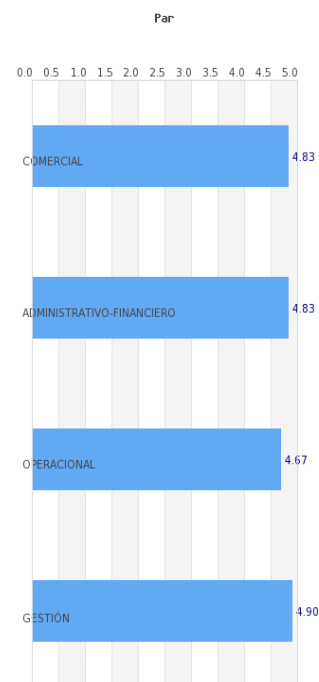 Par
0.0 0.5 1.0 1.5 2.0 2.5 3.0 3.5 4.0 4.5 5.0
COMERCIAL 4.83
ADMINISTRATIVO-FINANCIERO 4.83
OPERACIONAL 4.67
GESTIÓN 4.90